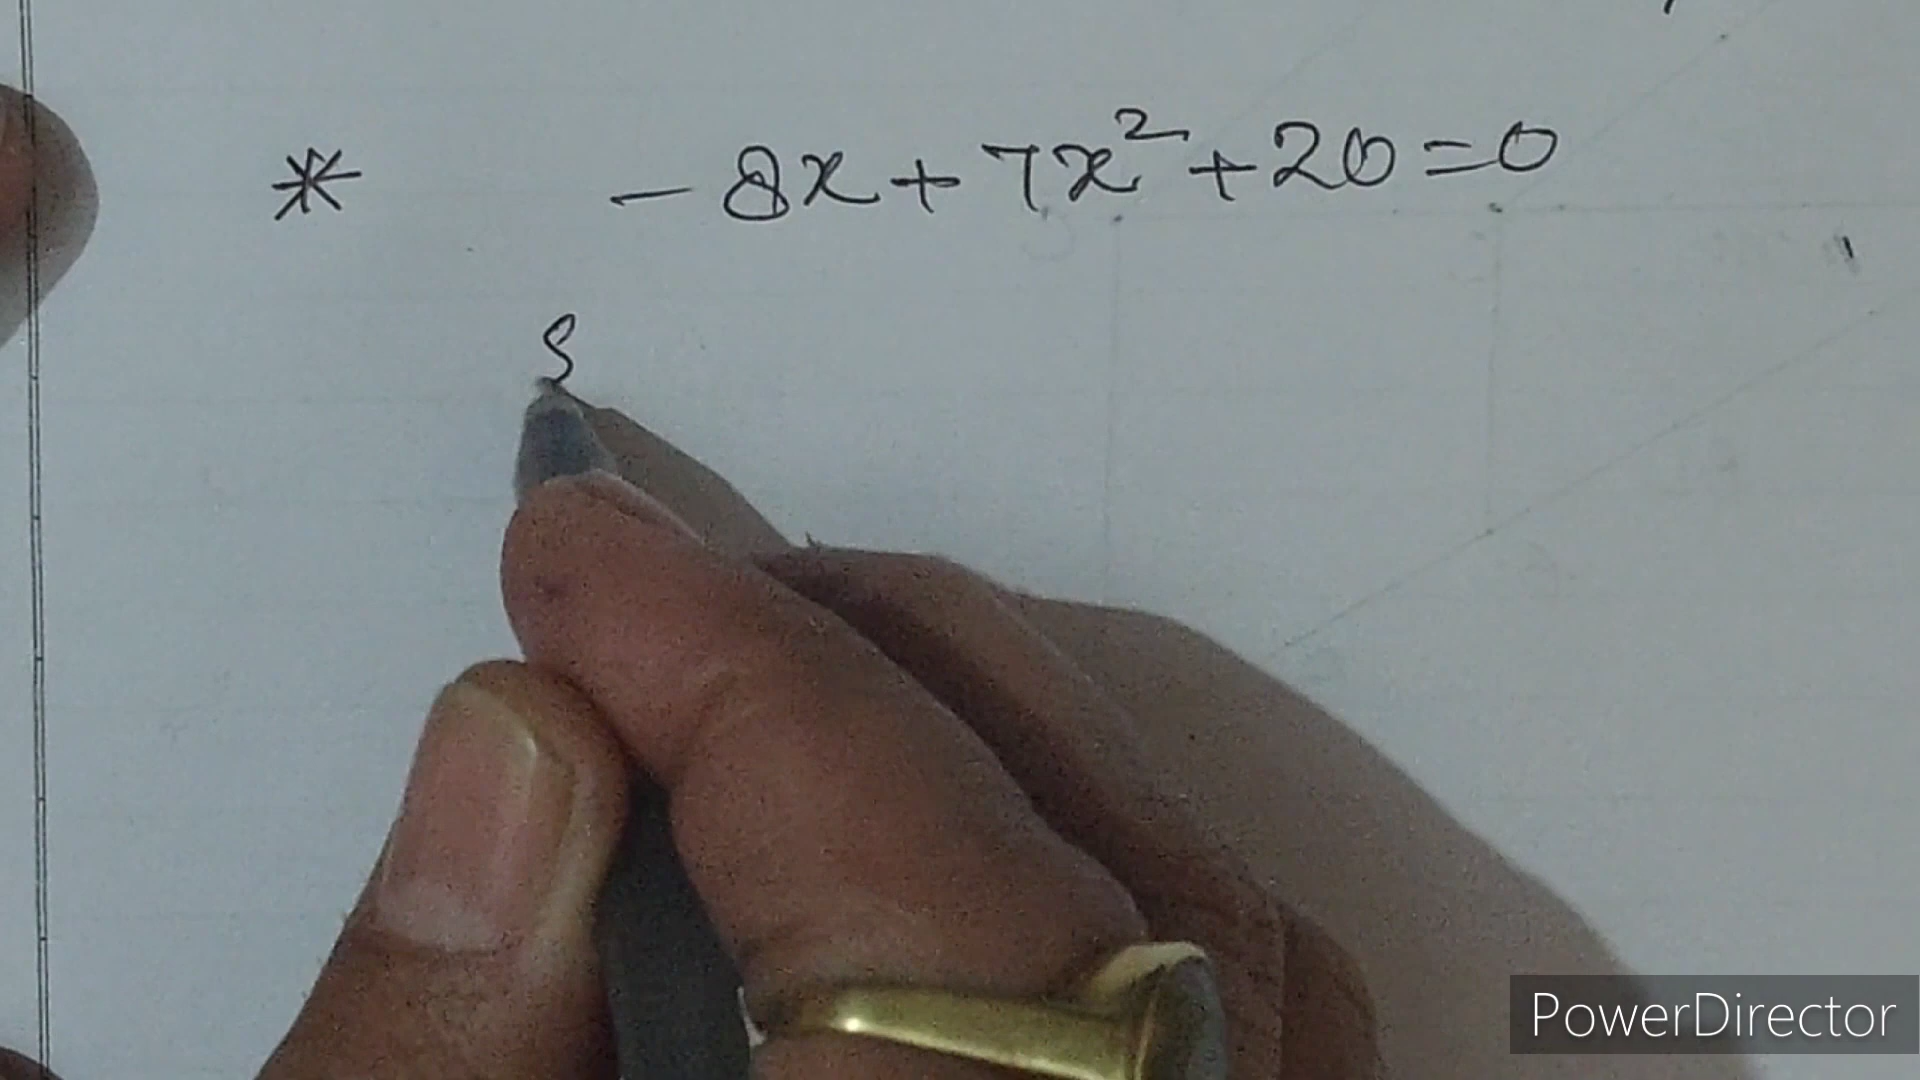 * - 8x + 7x² + 20 = 0
S
PowerDirector